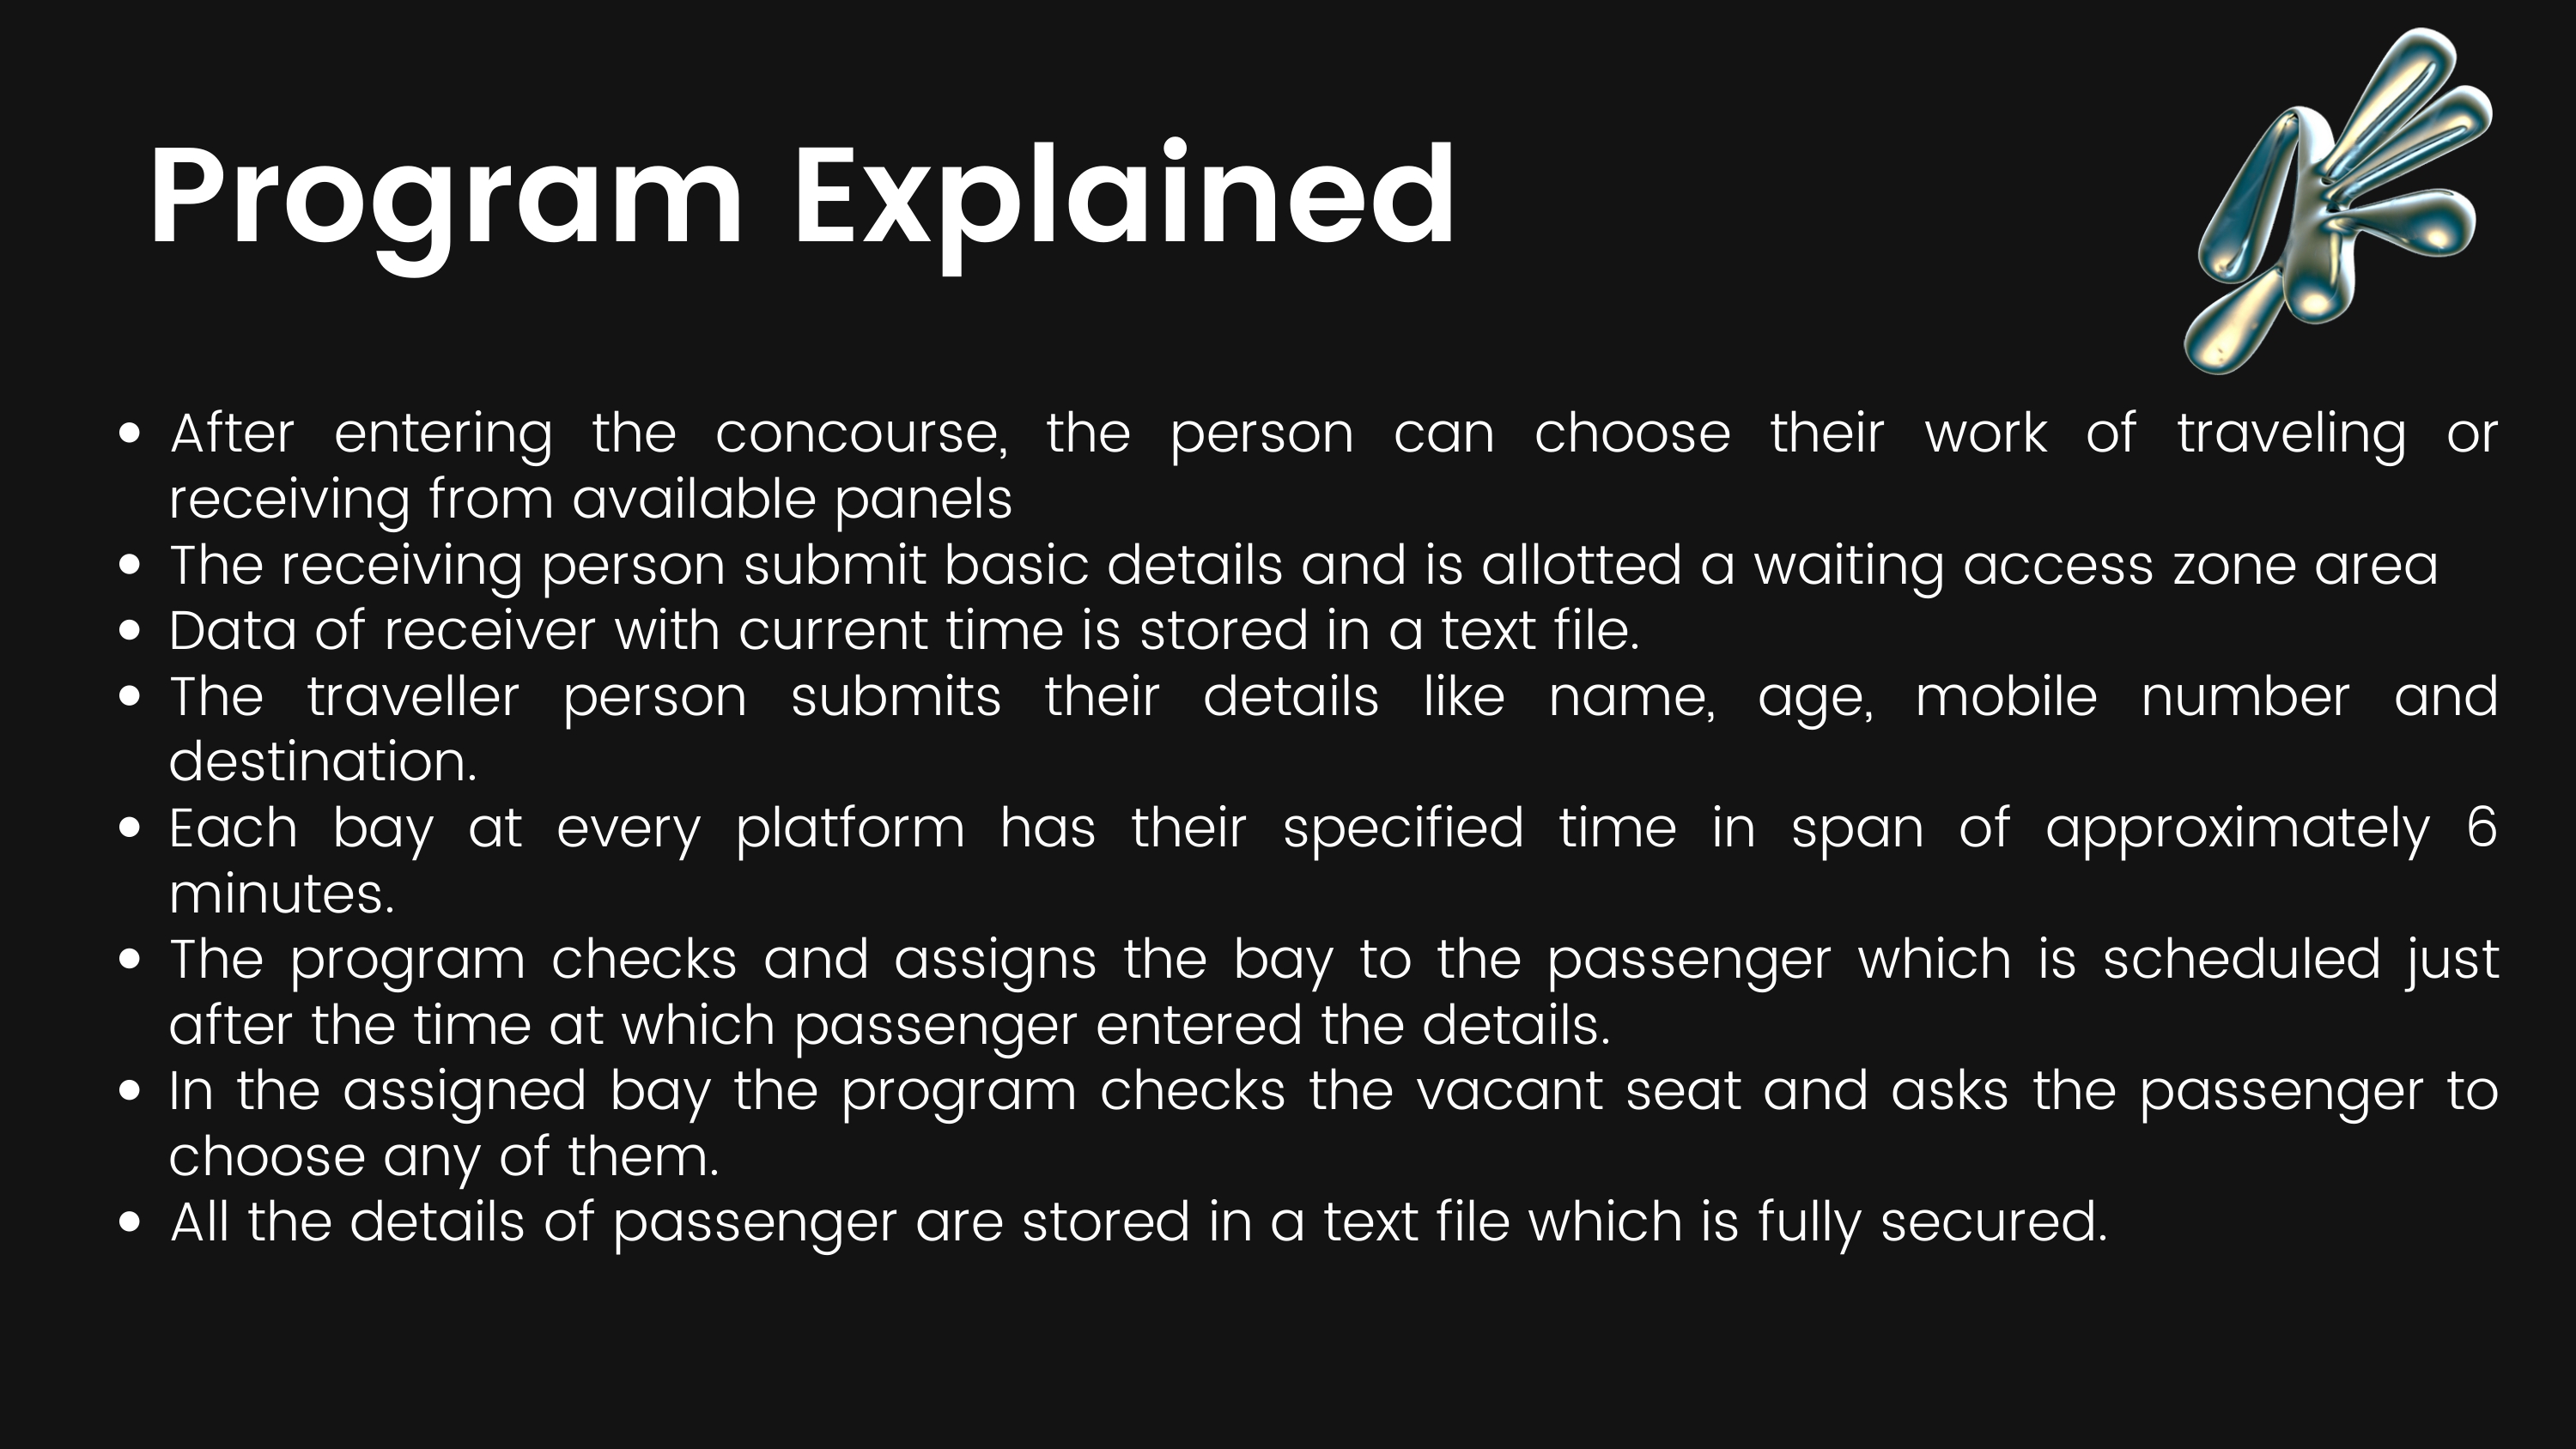 Program Explained
• After entering the concourse, the person can choose their work of traveling or
receiving from available panels
• The receiving person submit basic details and is allotted a waiting access zone area
• Data of receiver with current time is stored in a text file.
• The traveller person submits their details like name, age, mobile number and
destination.
• Each bay at every platform has their specified time in span of approximately 6
minutes.
• The program checks and assigns the bay to the passenger which is scheduled just
after the time at which passenger entered the details.
• In the assigned bay the program checks the vacant seat and asks the passenger to
choose any of them.
• All the details of passenger are stored in a text file which is fully secured.